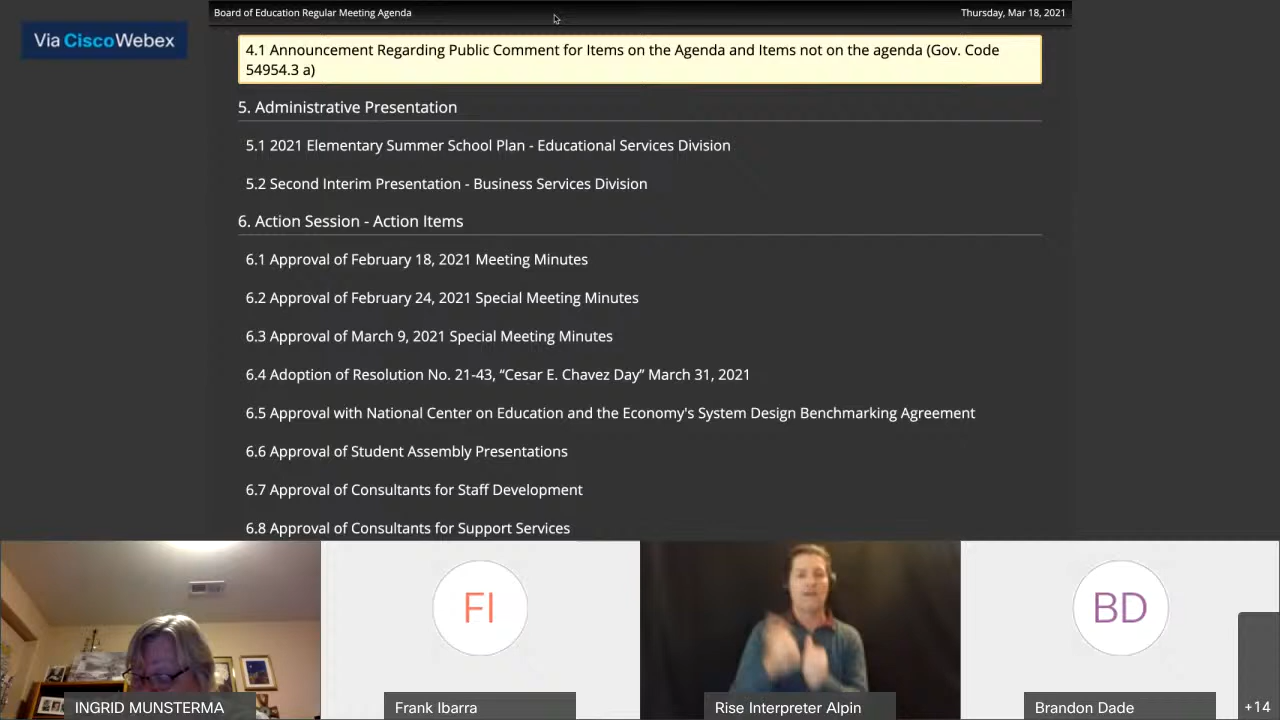 Board of Education Regular Meeting Agenda
Thursday, Mar 18, 2021
Via CiscoWebex
4.1 Announcement Regarding Public Comment for Items on the Agenda and Items not on the agenda (Gov. Code
54954.3 a)
5. Administrative Presentation
5.1 2021 Elementary Summer School Plan - Educational Services Division
5.2 Second Interim Presentation - Business Services Division
6. Action Session - Action Items
6.1 Approval of February 18, 2021 Meeting Minutes
6.2 Approval of February 24, 2021 Special Meeting Minutes
6.3 Approval of March 9, 2021 Special Meeting Minutes
6.4 Adoption of Resolution No. 21-43, “Cesar E. Chavez Day” March 31, 2021
6.5 Approval with National Center on Education and the Economy's System Design Benchmarking Agreement
6.6 Approval of Student Assembly Presentations
6.7 Approval of Consultants for Staff Development
6.8 Approval of Consultants for Support Services
FI
BD
INGRID MUNSTERMA
Frank Ibarra
Rise Interpreter Alpin
Brandon Dade
+14